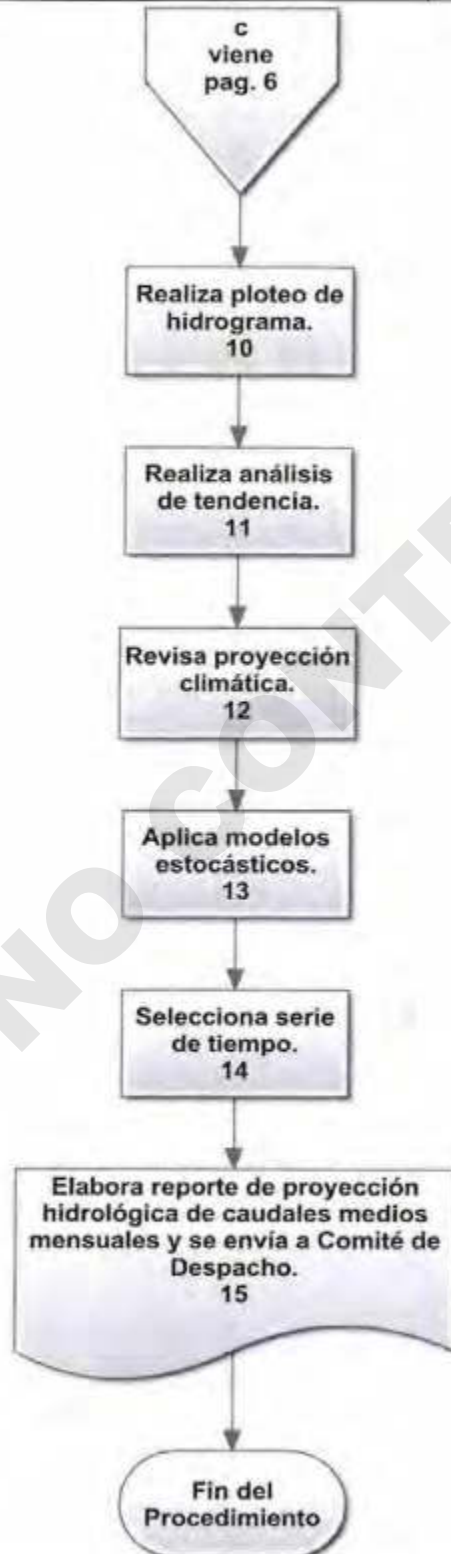 c
viene
pag. 6
Realiza ploteo de
hidrograma.
10
Realiza análisis
de tendencia.
11
Revisa proyección
climática.
12
Aplica modelos
estocásticos.
13
Selecciona serie
de tiempo.
14
Elabora reporte de proyección
hidrológica de caudales medios
mensuales y se envía a Comité de
Despacho.
15
Fin del
Procedimiento
NO CONT